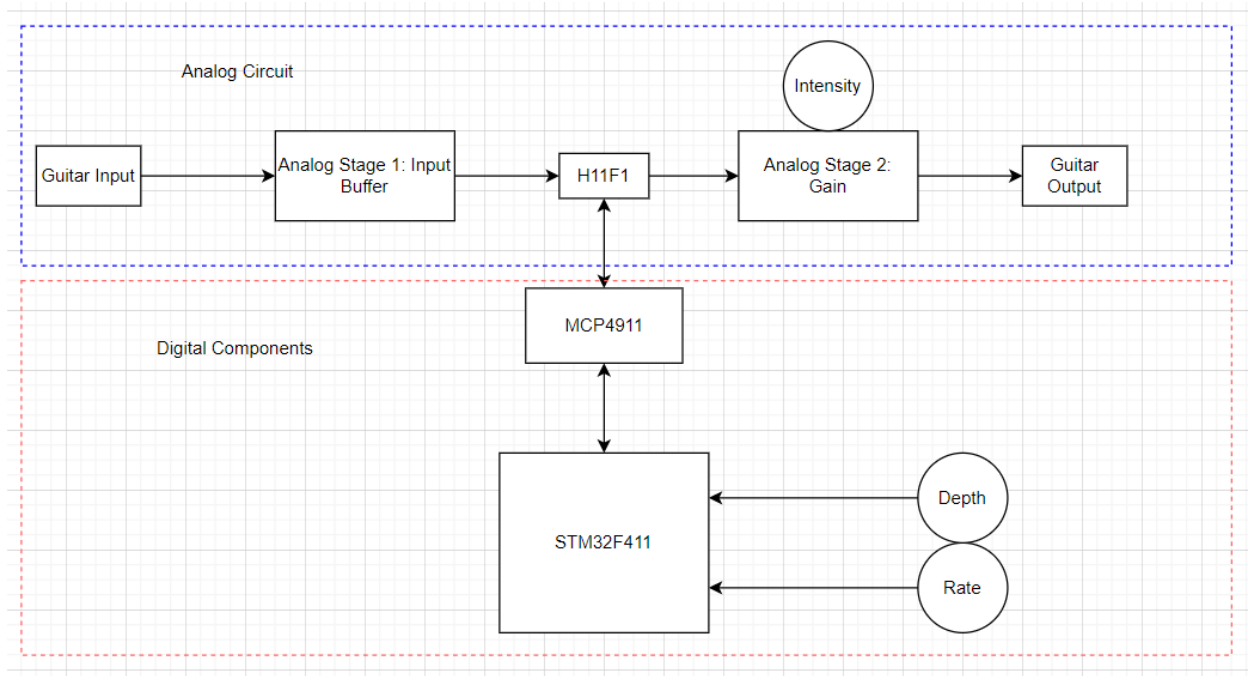 Analog Circuit
Intensity
Guitar Input
Analog Stage 1: Input
Buffer
H11F1
Analog Stage 2:
Gain
Guitar
Output
MCP4911
Digital Components
STM32F411
Depth
Rate